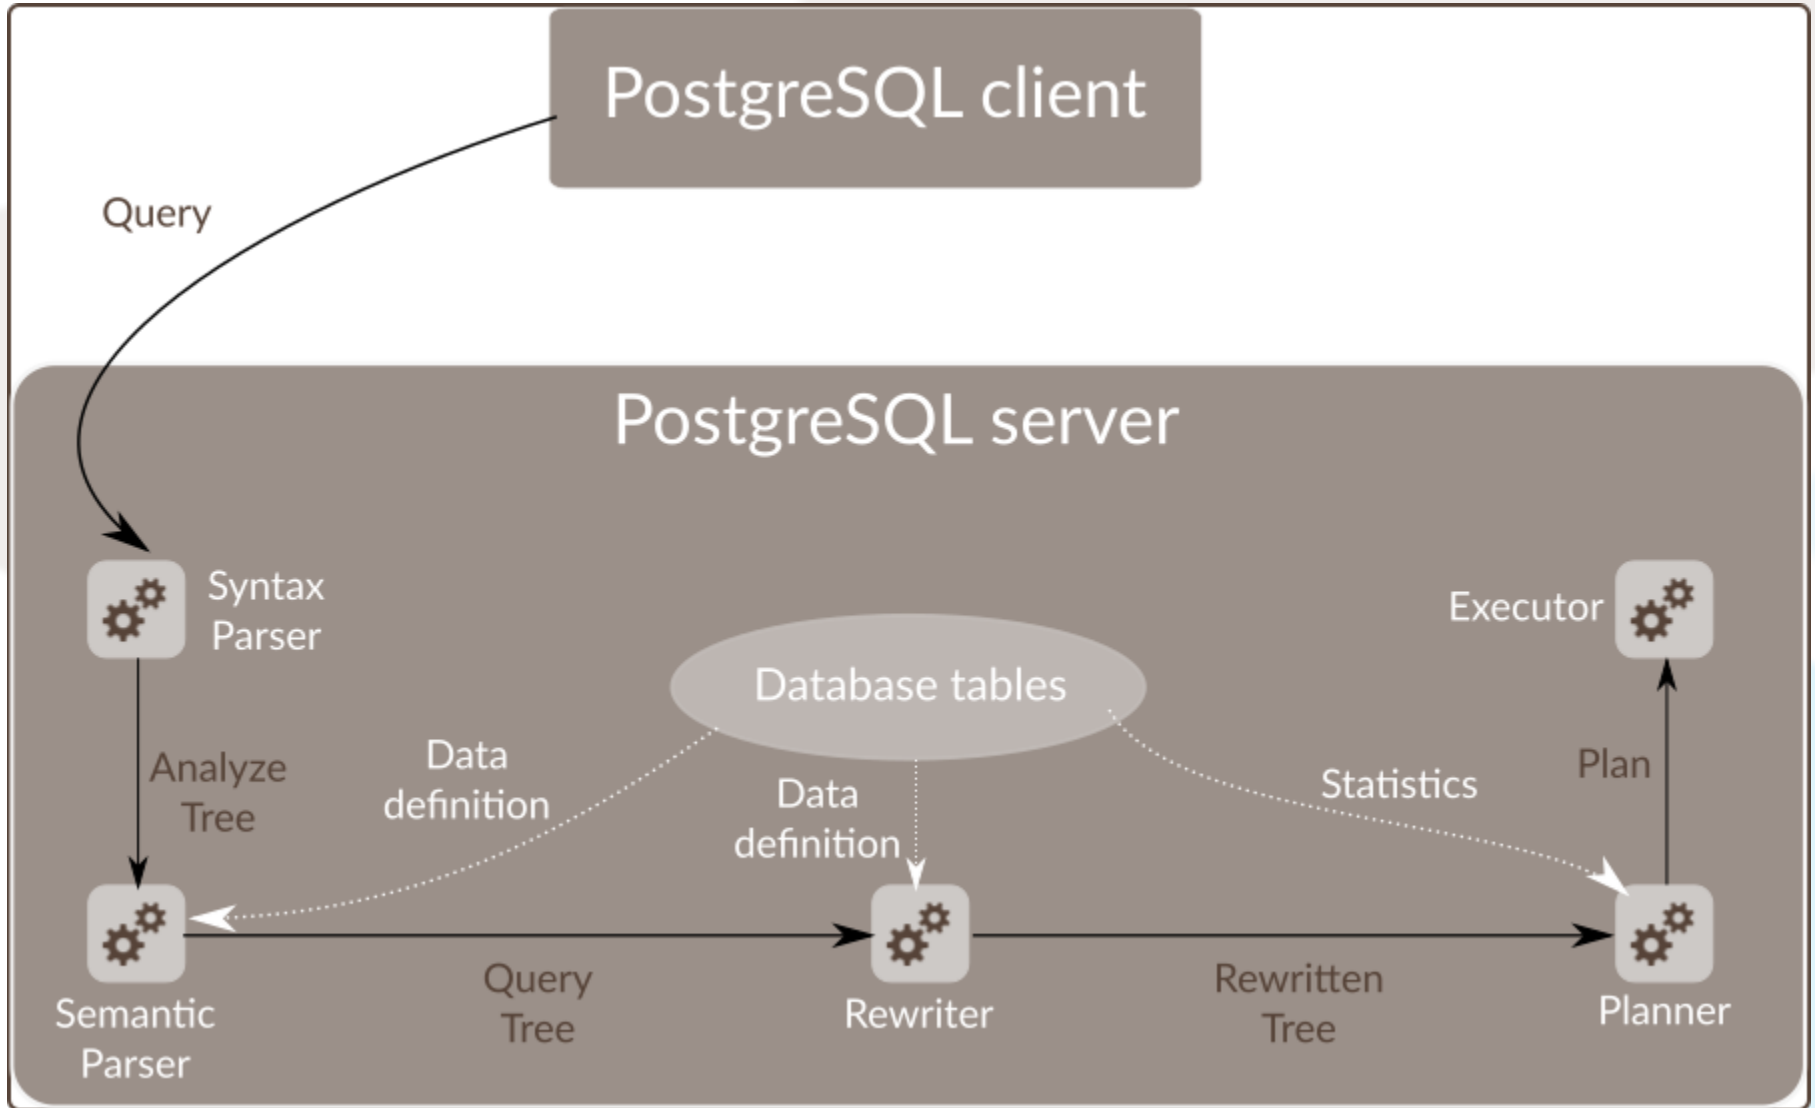 PostgreSQL client
Query
PostgreSQL server
Syntax
Parser
Executor
Database tables
Analyze
Tree
Data
definition
Data
definition
Statistics
Plan
Semantic
Parser
Query
Tree
Rewriter
Rewritten
Tree
Planner